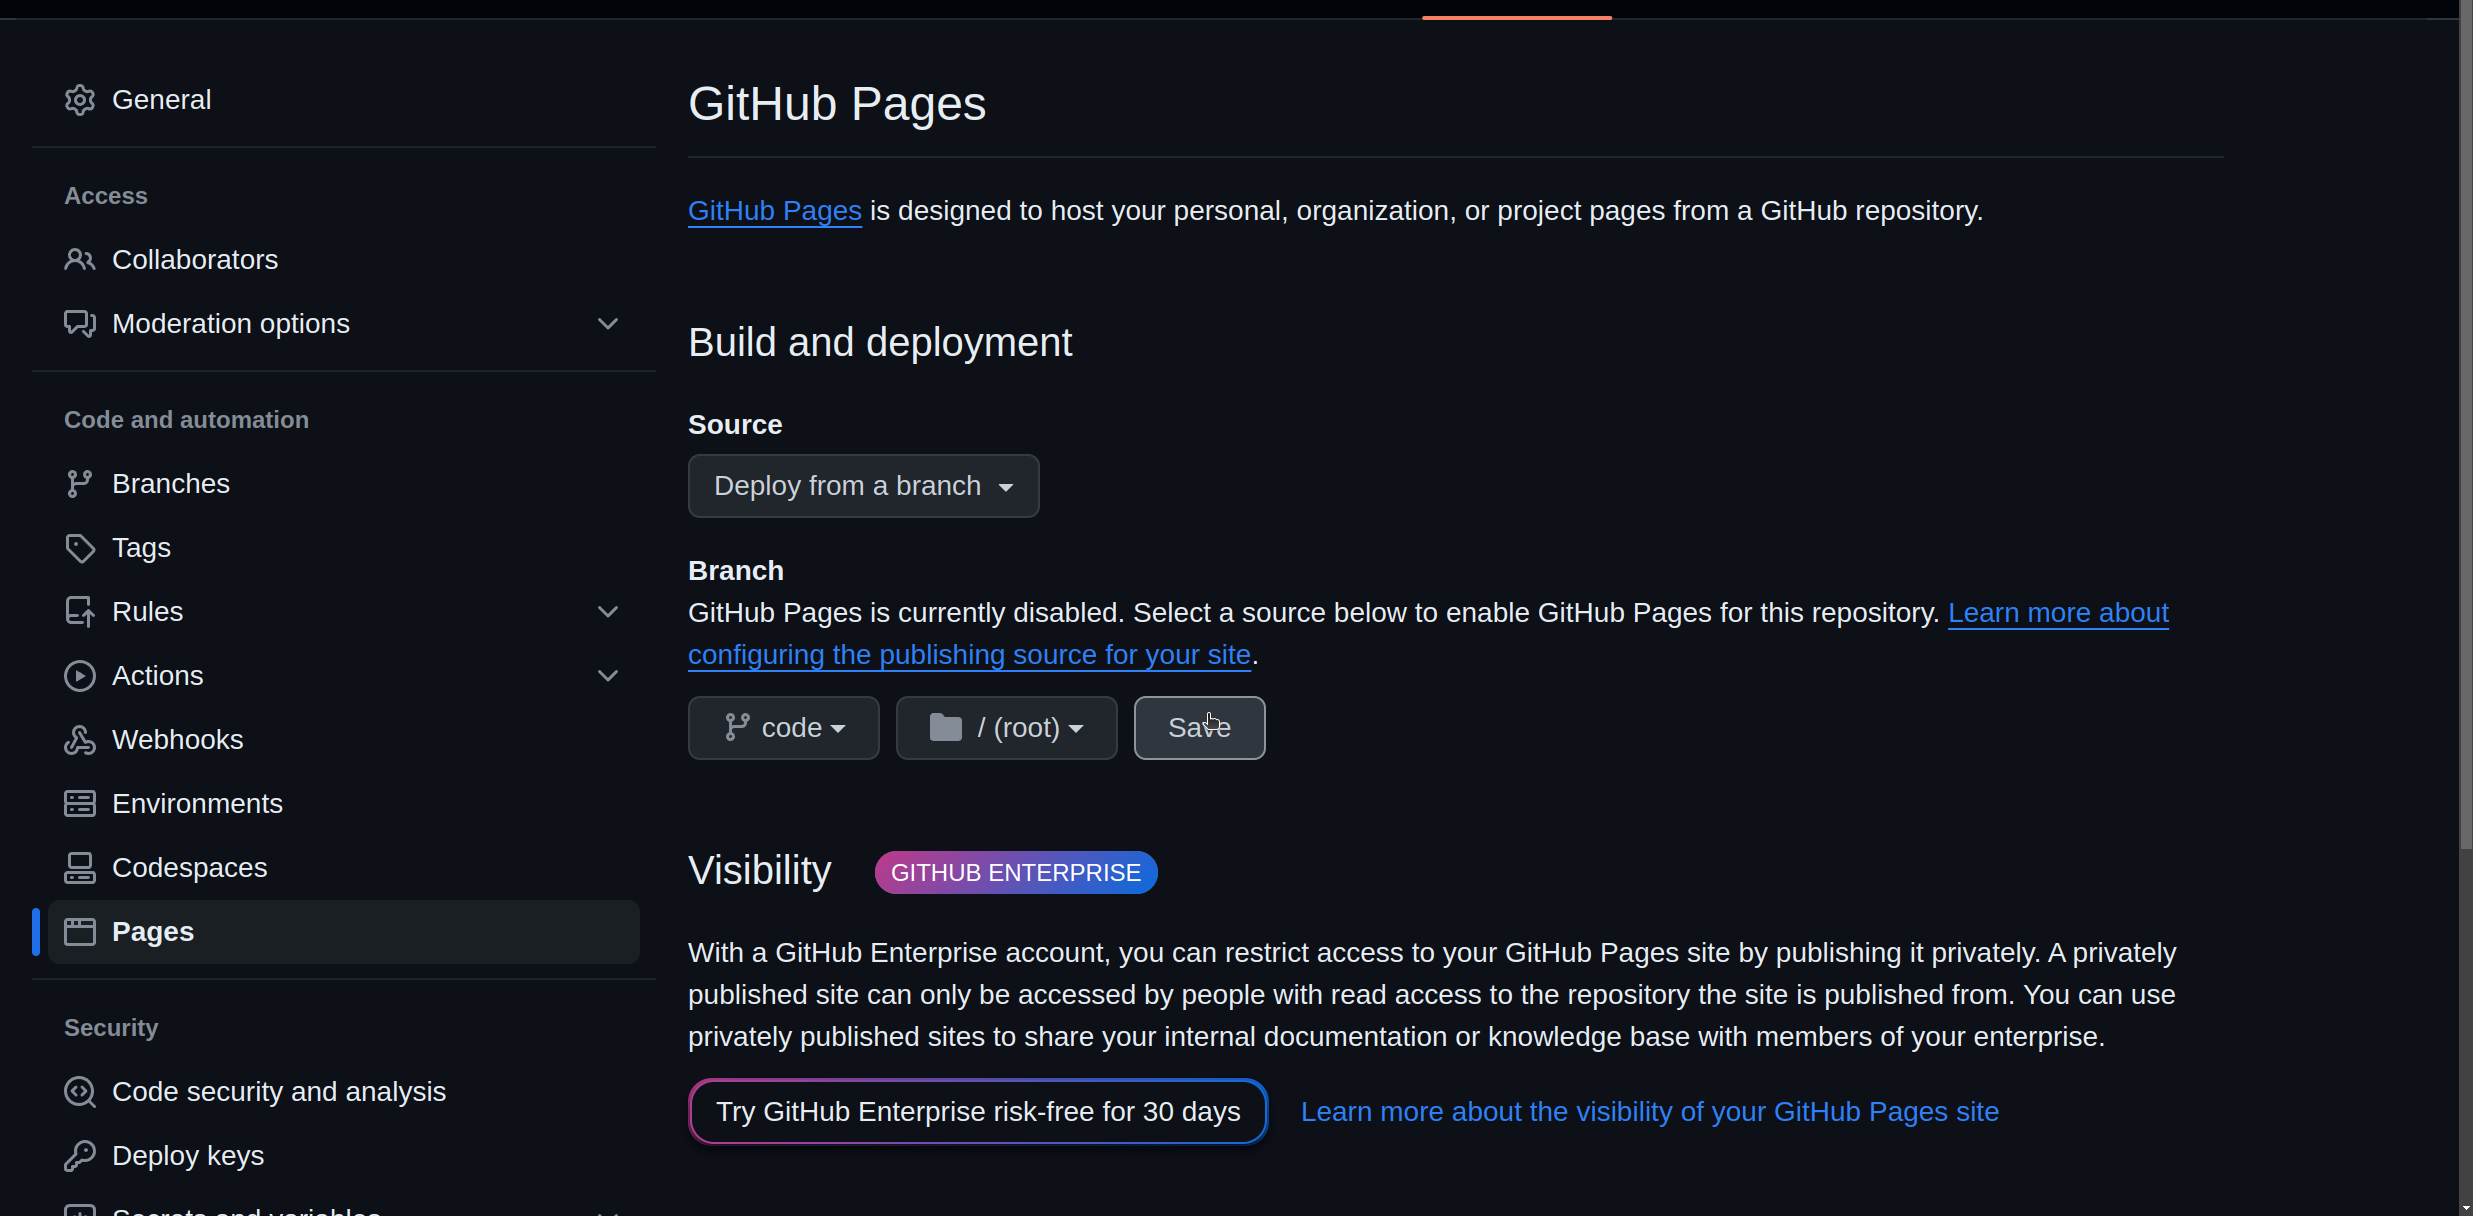 General
Access
Collaborators
Moderation options
Code and automation
Branches
Tags
Rules
Actions
Webhooks
Environments
Codespaces
Pages
Security
Code security and analysis
Deploy keys
Secrets and variables
GitHub Pages
GitHub Pages is designed to host your personal, organization, or project pages from a GitHub repository.
Build and deployment
Source
Deploy from a branch
Branch
GitHub Pages is currently disabled. Select a source below to enable GitHub Pages for this repository. Learn more about
configuring the publishing source for your site.
code / (root) Save
Visibility GITHUB ENTERPRISE
With a GitHub Enterprise account, you can restrict access to your GitHub Pages site by publishing it privately. A privately
published site can only be accessed by people with read access to the repository the site is published from. You can use
privately published sites to share your internal documentation or knowledge base with members of your enterprise.
Try GitHub Enterprise risk-free for 30 days Learn more about the visibility of your GitHub Pages site